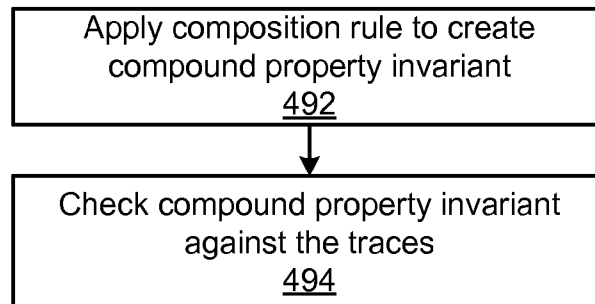 Apply composition rule to create
compound property invariant
492
Check compound property invariant
against the traces
494